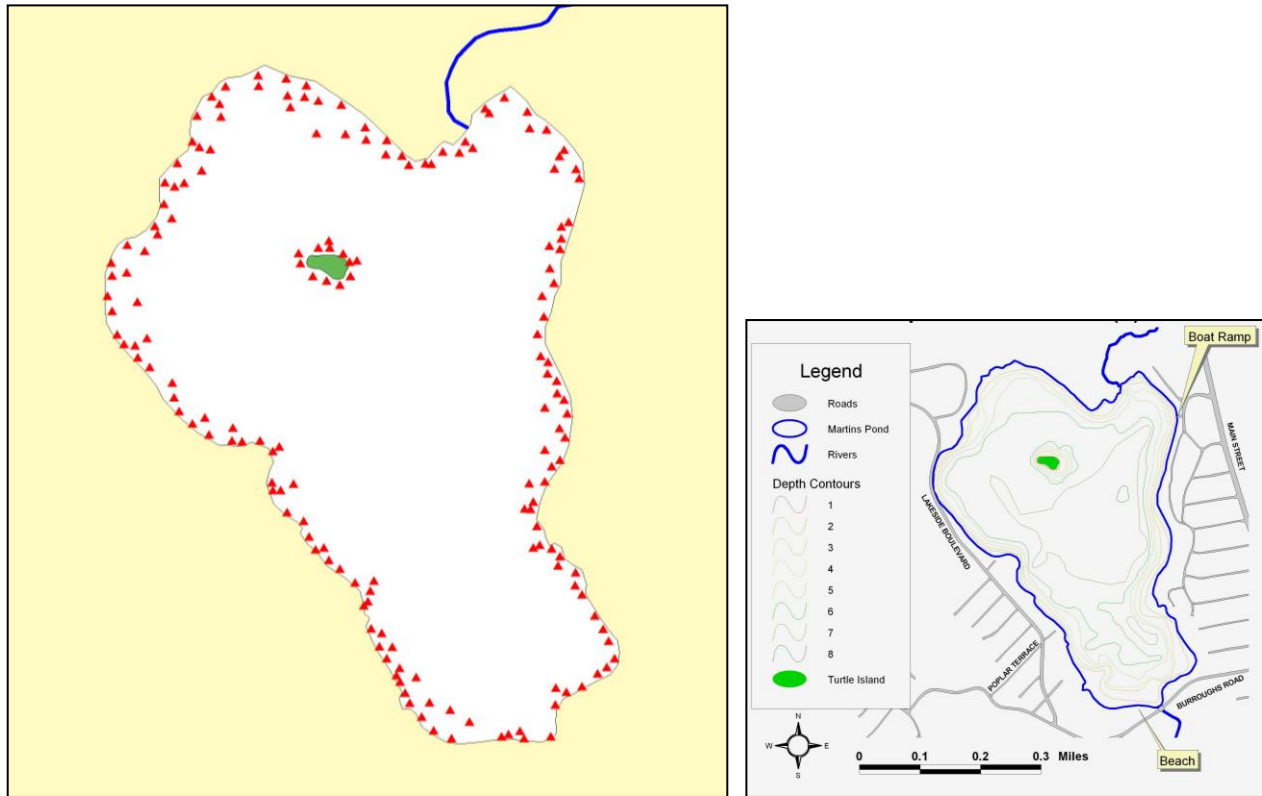 Boat Ramp
Legend
Roads
Martins Pond
Rivers
Depth Contours
1
2
3
4
5
6
7
8
Turtle Island
MAIN STREET
LAKESIDE BOULEVARD
POPLAR TERRACE
BURROUGHS ROAD
N
W E
S
0 0.1 0.2 0.3 Miles
Beach